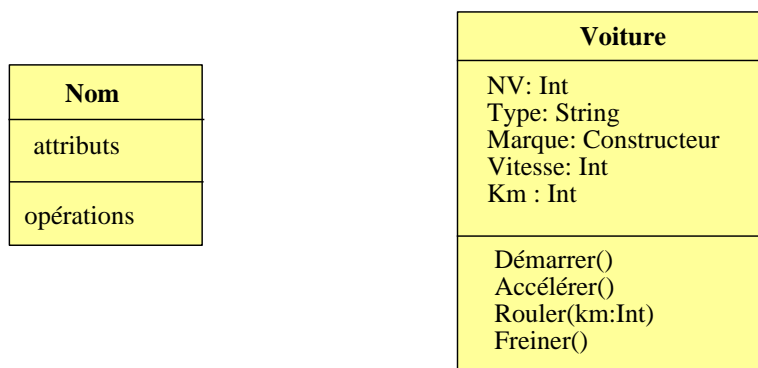 Nom
attributs
opérations
Voiture
NV: Int
Type: String
Marque: Constructeur
Vitesse: Int
Km : Int
Démarrer()
Accélérer()
Rouler(km:Int)
Freiner()